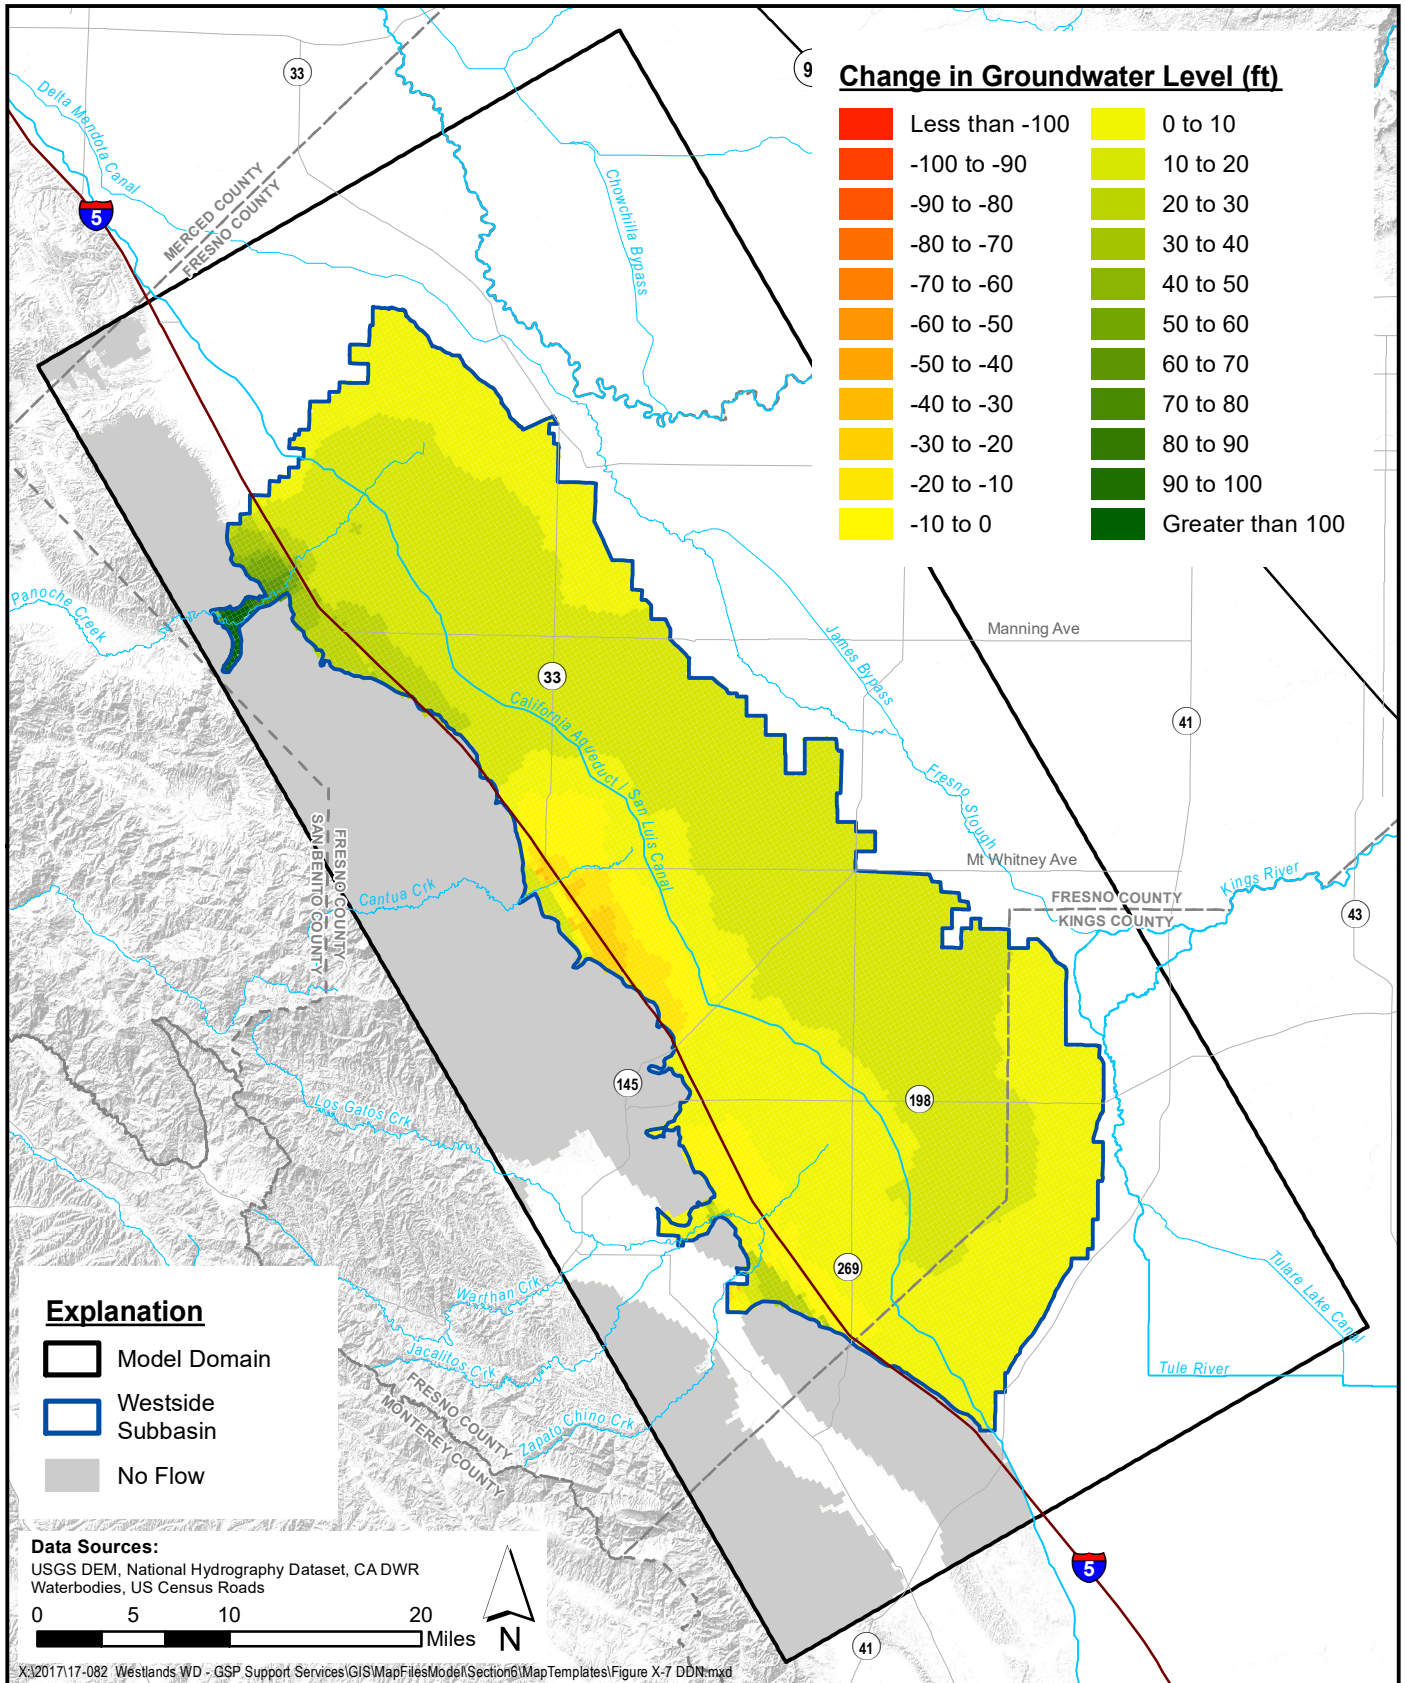 Change in Groundwater Level (ft)
Less than -100
-100 to -90
-90 to -80
-80 to -70
-70 to -60
-60 to -50
-50 to -40
-40 to -30
-30 to -20
-20 to -10
-10 to 0
0 to 10
10 to 20
20 to 30
30 to 40
40 to 50
50 to 60
60 to 70
70 to 80
80 to 90
90 to 100
Greater than 100
33
9
Delta Mendota Canal
MERCED COUNTY
FRESNO COUNTY
5
Chowchilla Bypass
Panoche Creek
James Bypass
Manning Ave
33
California Aqueduct / San Luis Canal
41
Fresno Slough
SAN BENITO COUNTY
FRESNO COUNTY
Mt Whitney Ave
Cantua Crk
Kings River
FRESNO COUNTY
KINGS COUNTY
43
145
198
Los Gatos Crk
269
Warthan Crk
Tulare Lake Canal
Jacalitos Crk
Tule River
FRESNO COUNTY
MONTEREY COUNTY
Zapato Chino Crk
5
41
Explanation
Model Domain
Westside
Subbasin
No Flow
Data Sources:
USGS DEM, National Hydrography Dataset, CA DWR
Waterbodies, US Census Roads
0 5 10 20
Miles
N
X:\2017\17-082 Westlands WD - GSP Support Services\GIS\MapFilesModel\Section6\MapTemplates\Figure X-7 DDN.mxd